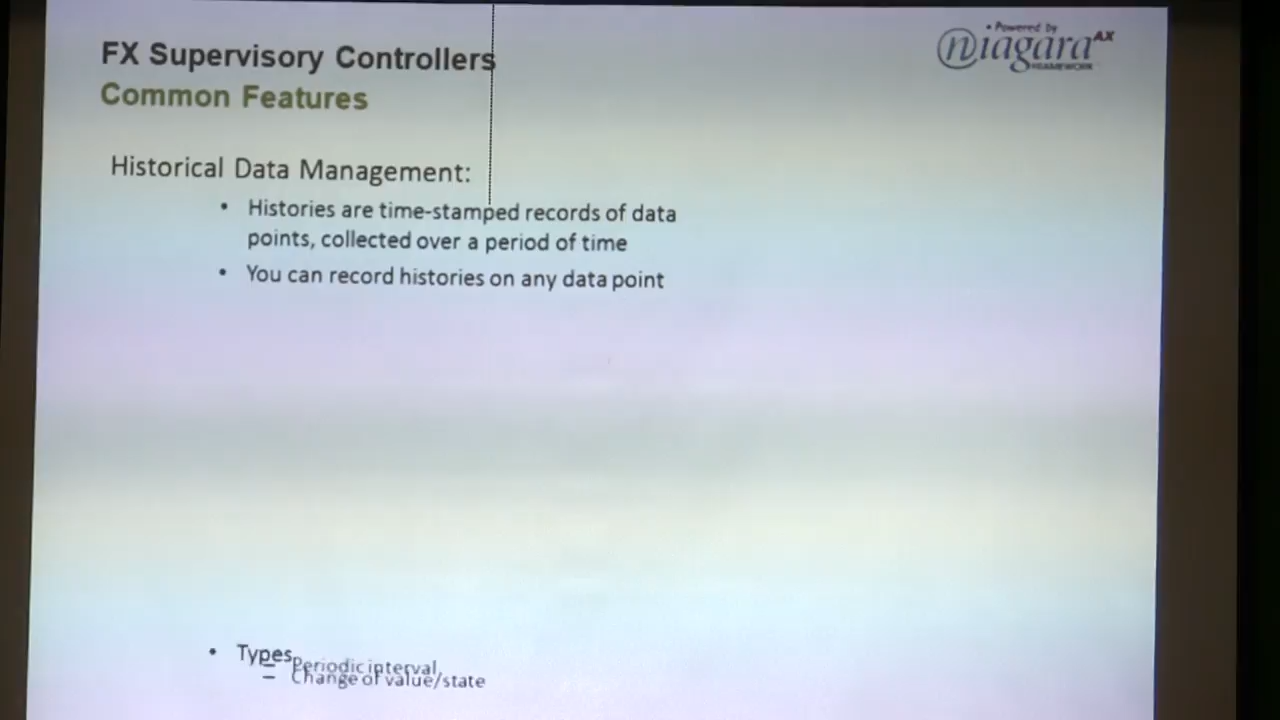 FX Supervisory Controllers
Common Features
Powered by
niagara AX
FRAMEWORK
Historical Data Management:
• Histories are time-stamped records of data
points, collected over a period of time
• You can record histories on any data point
• Types
– Periodic interval
– Change of value/state